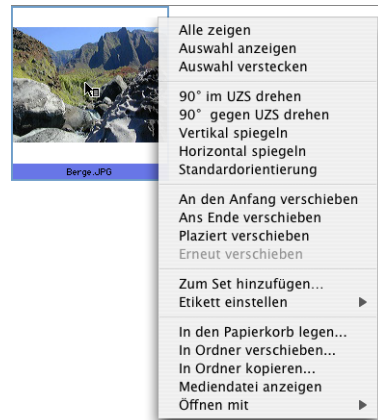 Berge.JPG
Alle zeigen
Auswahl anzeigen
Auswahl verstecken
90° im UZS drehen
90° gegen UZS drehen
Vertikal spiegeln
Horizontal spiegeln
Standardorientierung
An den Anfang verschieben
Ans Ende verschieben
Plaziert verschieben
Erneut verschieben
Zum Set hinzufügen...
Etikett einstellen
In den Papierkorb legen...
In Ordner verschieben...
In Ordner kopieren...
Mediendatei anzeigen
Öffnen mit